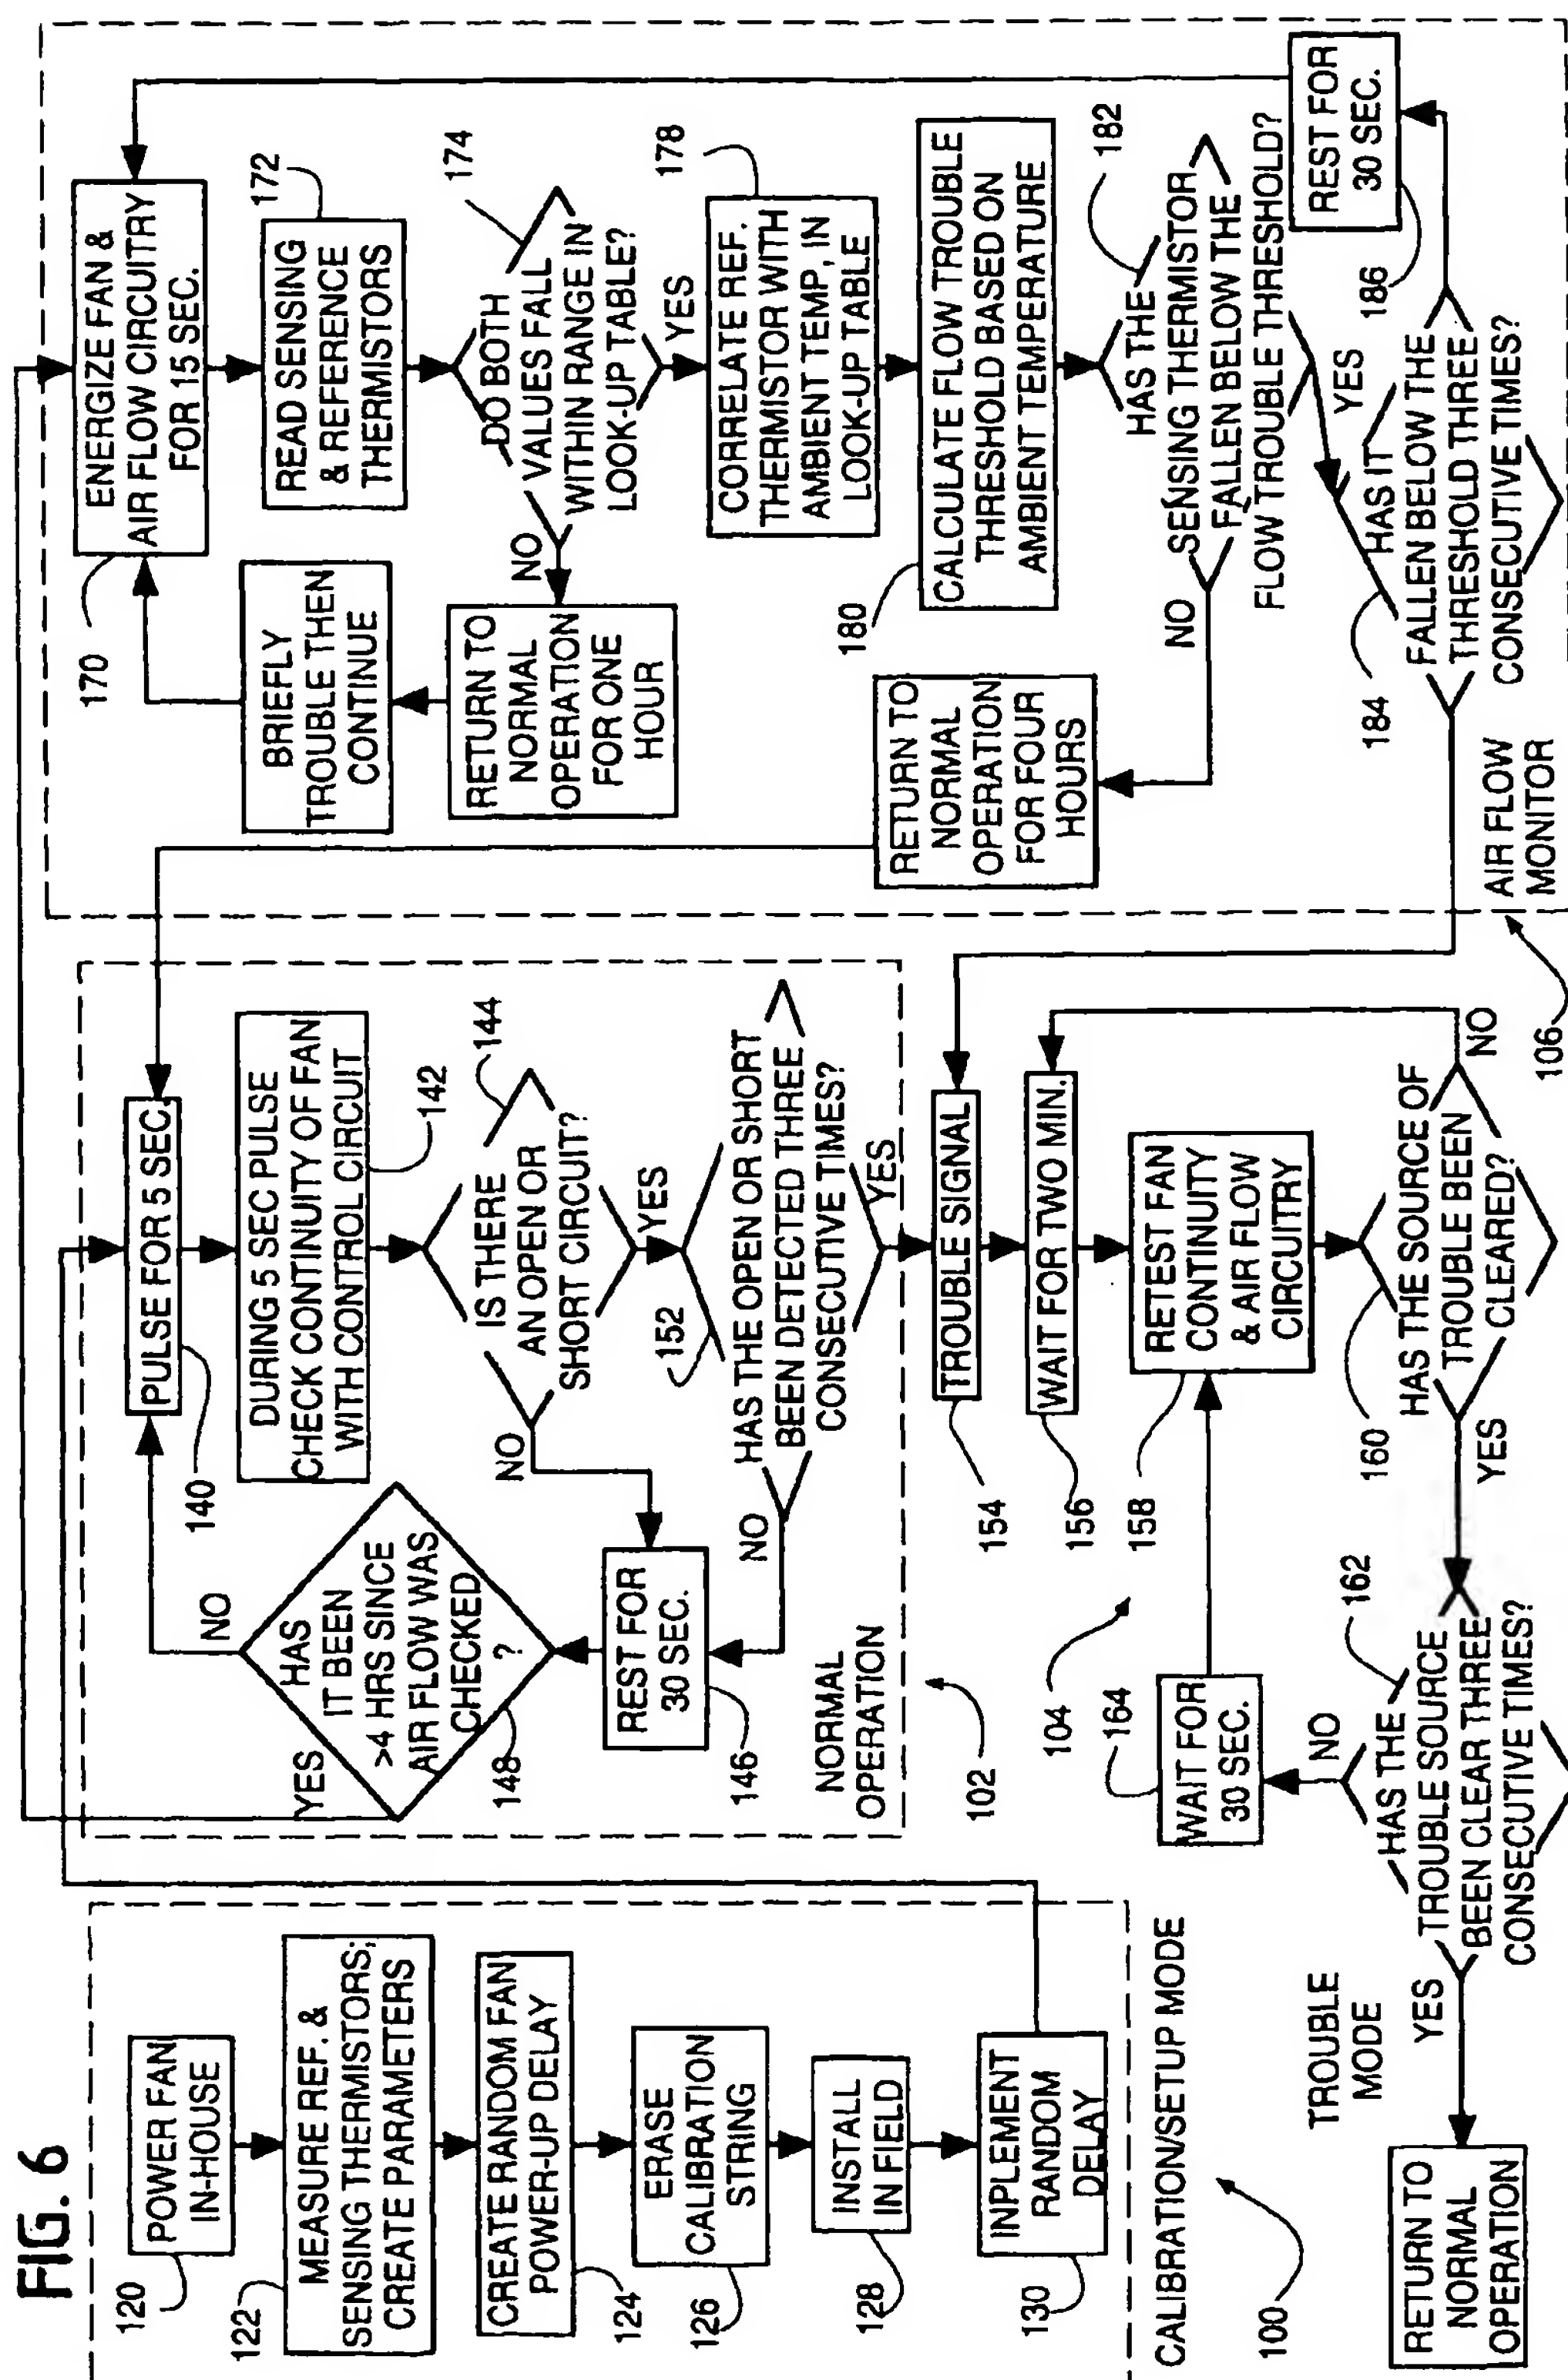 FIG. 6
120
POWER FAN
IN-HOUSE
122
MEASURE REF. &
SENSING THERMISTORS;
CREATE PARAMETERS
124
CREATE RANDOM FAN
POWER-UP DELAY
126
ERASE
CALIBRATION
STRING
128
INSTALL
IN FIELD
130
INPLEMENT
RANDOM
DELAY
CALIBRATION/SETUP MODE
100
PULSE FOR 5 SEC.
140
DURING 5 SEC PULSE
CHECK CONTINUITY OF FAN
WITH CONTROL CIRCUIT
142
144
IS THERE
AN OPEN OR
SHORT CIRCUIT?
NO
YES
HAS
IT BEEN
>4 HRS SINCE
AIR FLOW WAS
CHECKED
?
NO
YES
148
REST FOR
30 SEC.
146
152
HAS THE OPEN OR SHORT
BEEN DETECTED THREE
CONSECUTIVE TIMES?
NO
YES
NORMAL
OPERATION
102
154
TROUBLE SIGNAL
156
WAIT FOR TWO MIN.
158
RETEST FAN
CONTINUITY
& AIR FLOW
CIRCUITRY
160
HAS THE SOURCE OF
TROUBLE BEEN
CLEARED?
NO
YES
104
162
HAS THE
TROUBLE SOURCE
BEEN CLEAR THREE
CONSECUTIVE TIMES?
NO
YES
164
WAIT FOR
30 SEC.
TROUBLE
MODE
RETURN TO
NORMAL
OPERATION
170
ENERGIZE FAN &
AIR FLOW CIRCUITRY
FOR 15 SEC.
172
READ SENSING
& REFERENCE
THERMISTORS
174
DO BOTH
VALUES FALL
WITHIN RANGE IN
LOOK-UP TABLE?
NO
YES
BRIEFLY
TROUBLE THEN
CONTINUE
RETURN TO
NORMAL
OPERATION
FOR ONE
HOUR
178
CORRELATE REF.
THERMISTOR WITH
AMBIENT TEMP, IN
LOOK-UP TABLE
180
CALCULATE FLOW TROUBLE
THRESHOLD BASED ON
AMBIENT TEMPERATURE
182
HAS THE
SENSING THERMISTOR
FALLEN BELOW THE
FLOW TROUBLE THRESHOLD?
NO
YES
RETURN TO
NORMAL
OPERATION
FOR FOUR
HOURS
184
HAS IT
FALLEN BELOW THE
THRESHOLD THREE
CONSECUTIVE TIMES?
186
REST FOR
30 SEC.
AIR FLOW
MONITOR
106